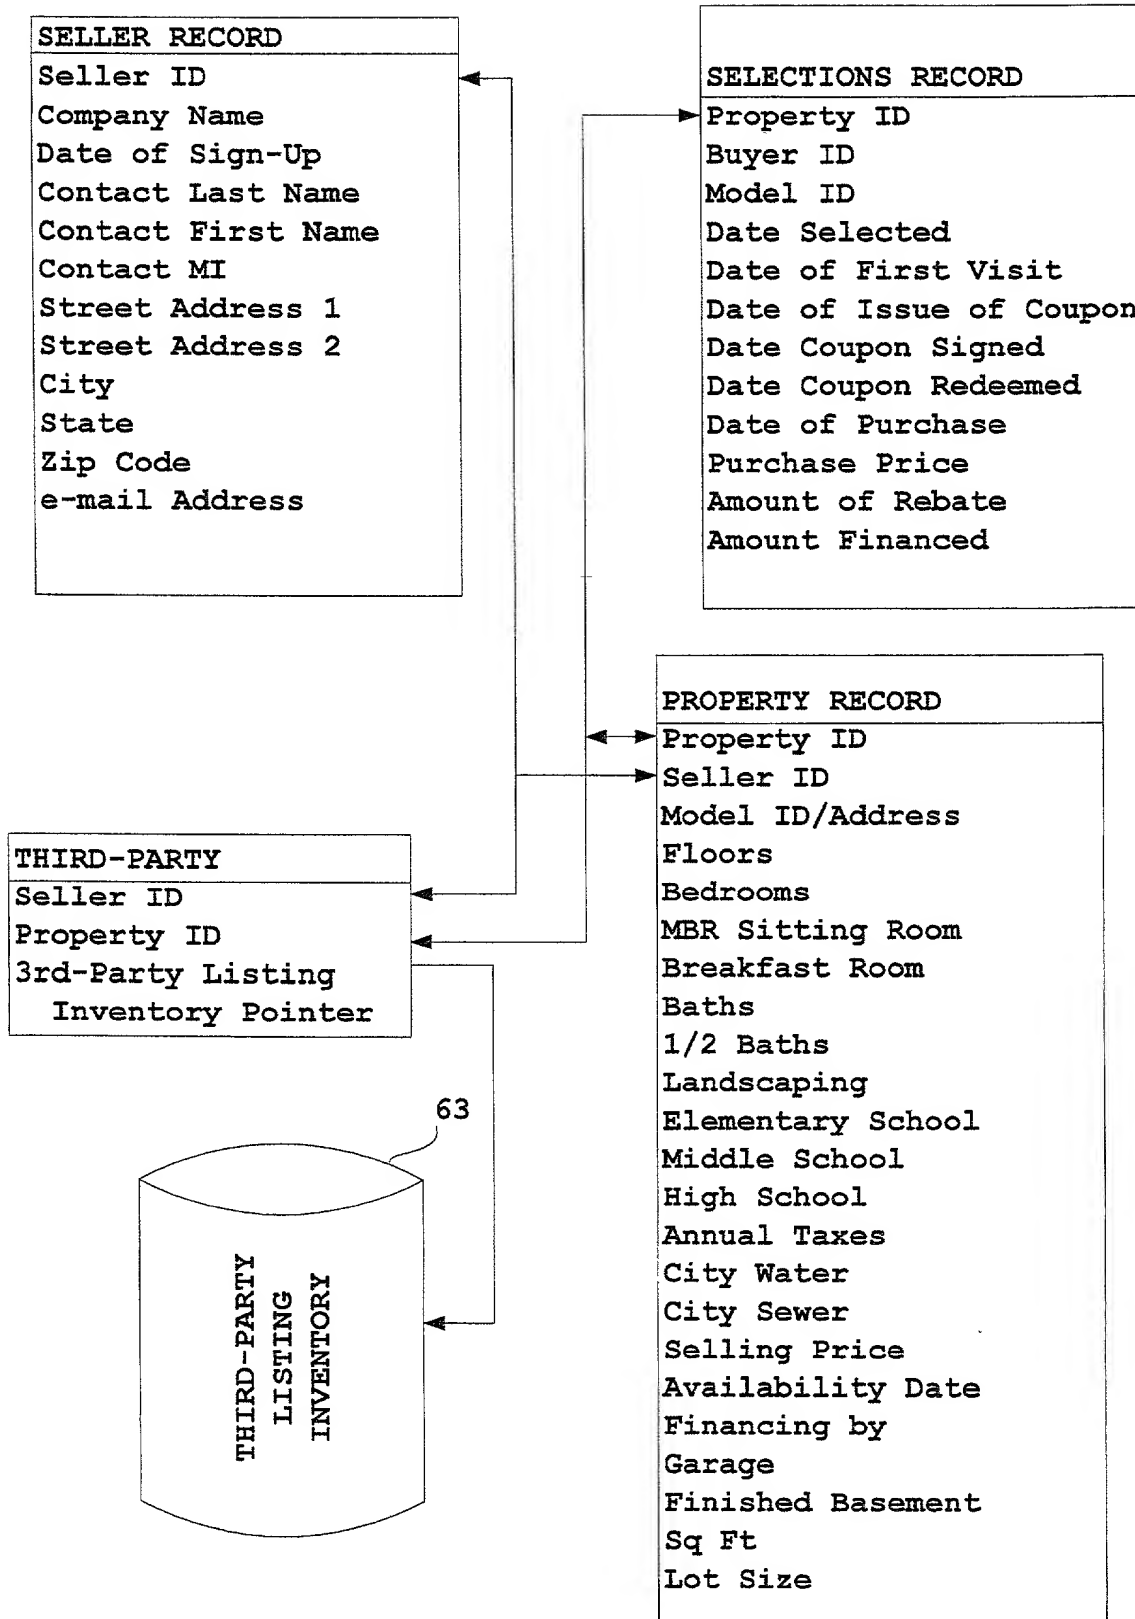 SELLER RECORD
Seller ID
Company Name
Date of Sign-Up
Contact Last Name
Contact First Name
Contact MI
Street Address 1
Street Address 2
City
State
Zip Code
e-mail Address
SELECTIONS RECORD
Property ID
Buyer ID
Model ID
Date Selected
Date of First Visit
Date of Issue of Coupon
Date Coupon Signed
Date Coupon Redeemed
Date of Purchase
Purchase Price
Amount of Rebate
Amount Financed
THIRD-PARTY
Seller ID
Property ID
3rd-Party Listing
Inventory Pointer
63
THIRD-PARTY
LISTING
INVENTORY
PROPERTY RECORD
Property ID
Seller ID
Model ID/Address
Floors
Bedrooms
MBR Sitting Room
Breakfast Room
Baths
1/2 Baths
Landscaping
Elementary School
Middle School
High School
Annual Taxes
City Water
City Sewer
Selling Price
Availability Date
Financing by
Garage
Finished Basement
Sq Ft
Lot Size